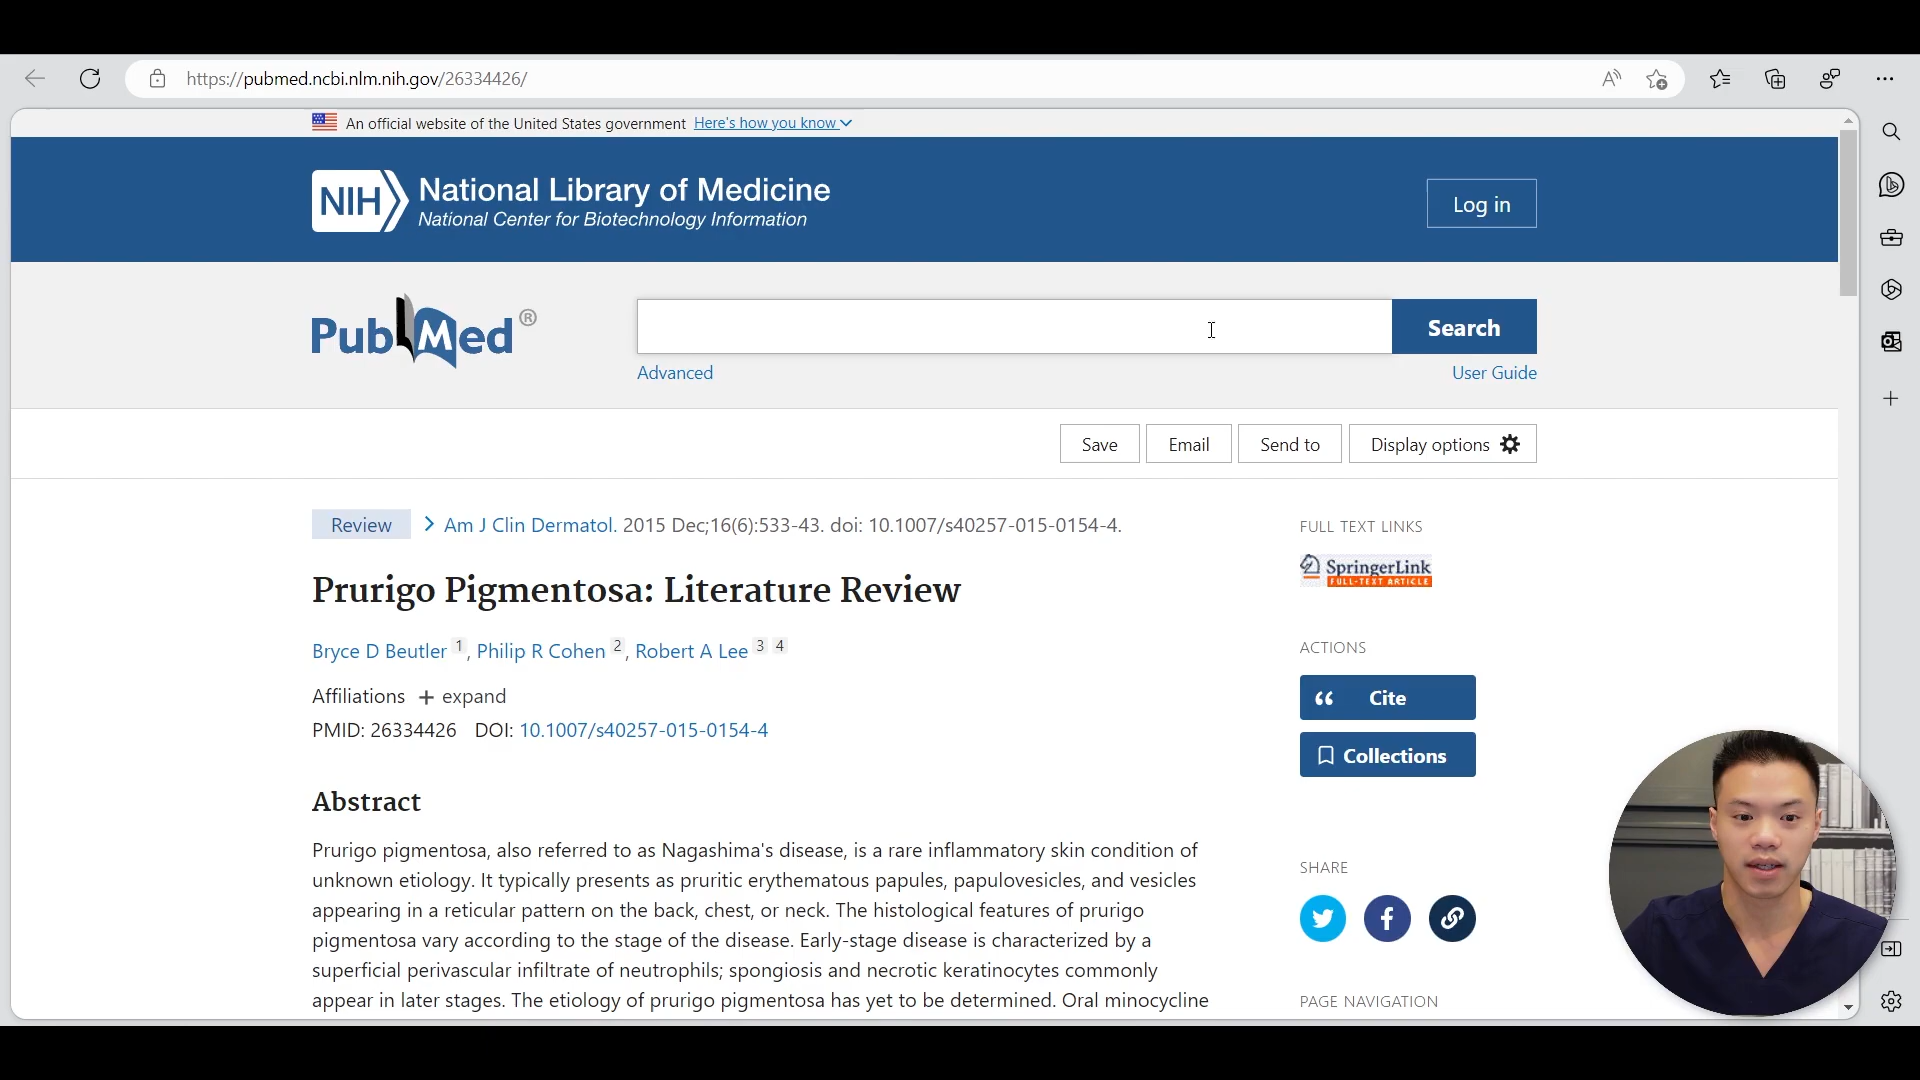 https://pubmed.ncbi.nlm.nih.gov/26334426/
An official website of the United States government Here's how you know
NIH National Library of Medicine
National Center for Biotechnology Information
Log in
PubMed®
Search
Advanced
User Guide
Save
Email
Send to
Display options
Review
Am J Clin Dermatol. 2015 Dec;16(6):533-43. doi: 10.1007/s40257-015-0154-4.
Prurigo Pigmentosa: Literature Review
Bryce D Beutler 1, Philip R Cohen 2, Robert A Lee 3 4
Affiliations + expand
PMID: 26334426 DOI: 10.1007/s40257-015-0154-4
Abstract
Prurigo pigmentosa, also referred to as Nagashima's disease, is a rare inflammatory skin condition of
unknown etiology. It typically presents as pruritic erythematous papules, papulovesicles, and vesicles
appearing in a reticular pattern on the back, chest, or neck. The histological features of prurigo
pigmentosa vary according to the stage of the disease. Early-stage disease is characterized by a
superficial perivascular infiltrate of neutrophils; spongiosis and necrotic keratinocytes commonly
appear in later stages. The etiology of prurigo pigmentosa has yet to be determined. Oral minocycline
FULL TEXT LINKS
SpringerLink
FULL-TEXT ARTICLE
ACTIONS
Cite
Collections
SHARE
PAGE NAVIGATION